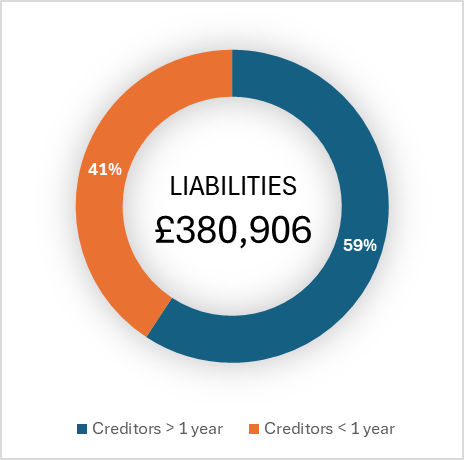 41%
LIABILITIES
£380,906
59%
Creditors > 1 year
Creditors < 1 year